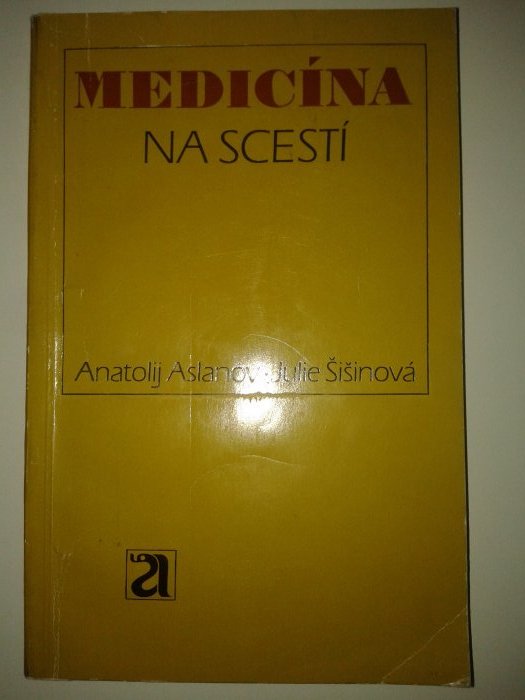 MEDICÍNA
NA SCESTÍ
Anatolij Aslanov · Julie Šišinová
a